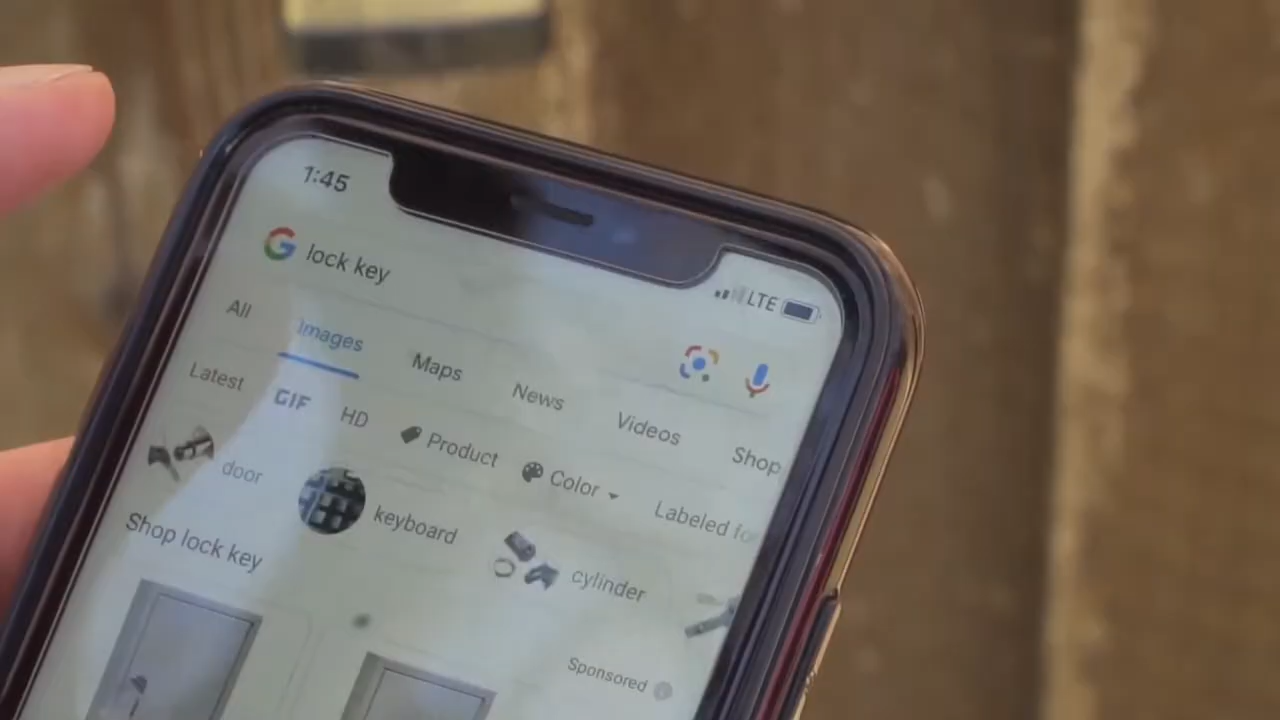 1:45
LTE
G lock key
All Images Maps News Videos Shop
Latest GIF HD Product Color Labeled fo
door keyboard cylinder
Shop lock key
Sponsored